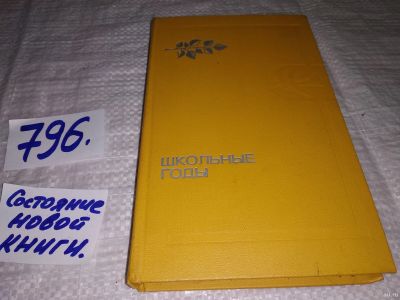 796.
Состояние
новой
книги.
ШКОЛЬНЫЕ
ГОДЫ